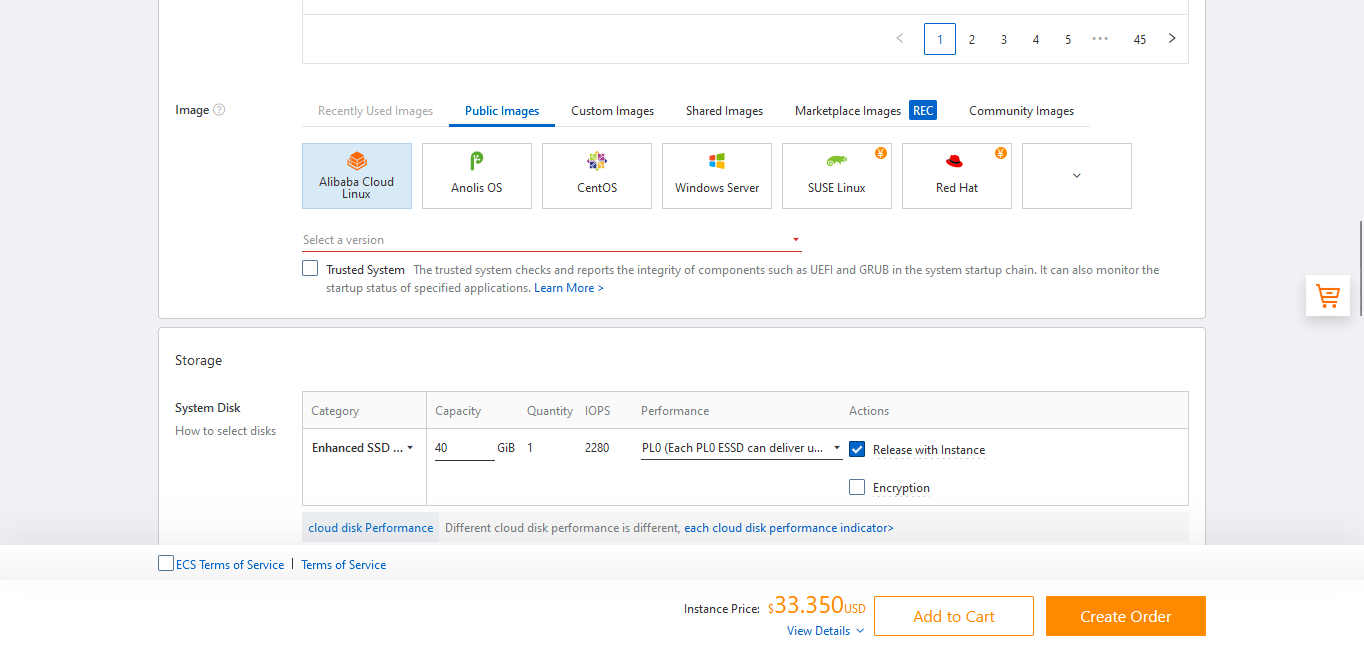 1 2 3 4 5 ••• 45
Image
Recently Used Images Public Images Custom Images Shared Images Marketplace Images REC Community Images
Alibaba Cloud
Linux
Anolis OS
CentOS
Windows Server
¥
SUSE Linux
¥
Red Hat
Select a version
Trusted System The trusted system checks and reports the integrity of components such as UEFI and GRUB in the system startup chain. It can also monitor the
startup status of specified applications. Learn More >
Storage
System Disk
How to select disks
Category Capacity Quantity IOPS Performance Actions
Enhanced SSD ... 40 GiB 1 2280 PL0 (Each PL0 ESSD can deliver u... Release with Instance
Encryption
cloud disk Performance Different cloud disk performance is different, each cloud disk performance indicator>
ECS Terms of Service | Terms of Service
Instance Price: $33.350USD
View Details
Add to Cart
Create Order